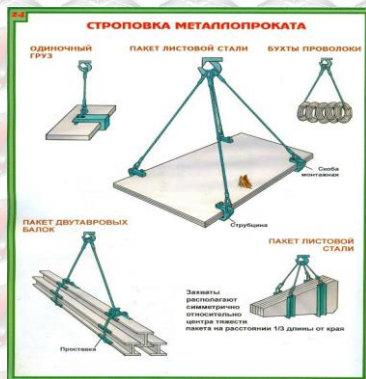 СТРОПОВКА МЕТАЛЛОПРОКАТА
ОДИНОЧНЫЙ
ГРУЗ
ПАКЕТ ЛИСТОВОЙ СТАЛИ
БУХТЫ ПРОВОЛОКИ
Скоба
монтажная
Струбцина
ПАКЕТ ДВУТАВРОВЫХ
БАЛОК
ПАКЕТ ЛИСТОВОЙ
СТАЛИ
Захваты
располагают
симметрично
относительно
центра тяжести
пакета на расстоянии 1/3 длины от края
Проставка